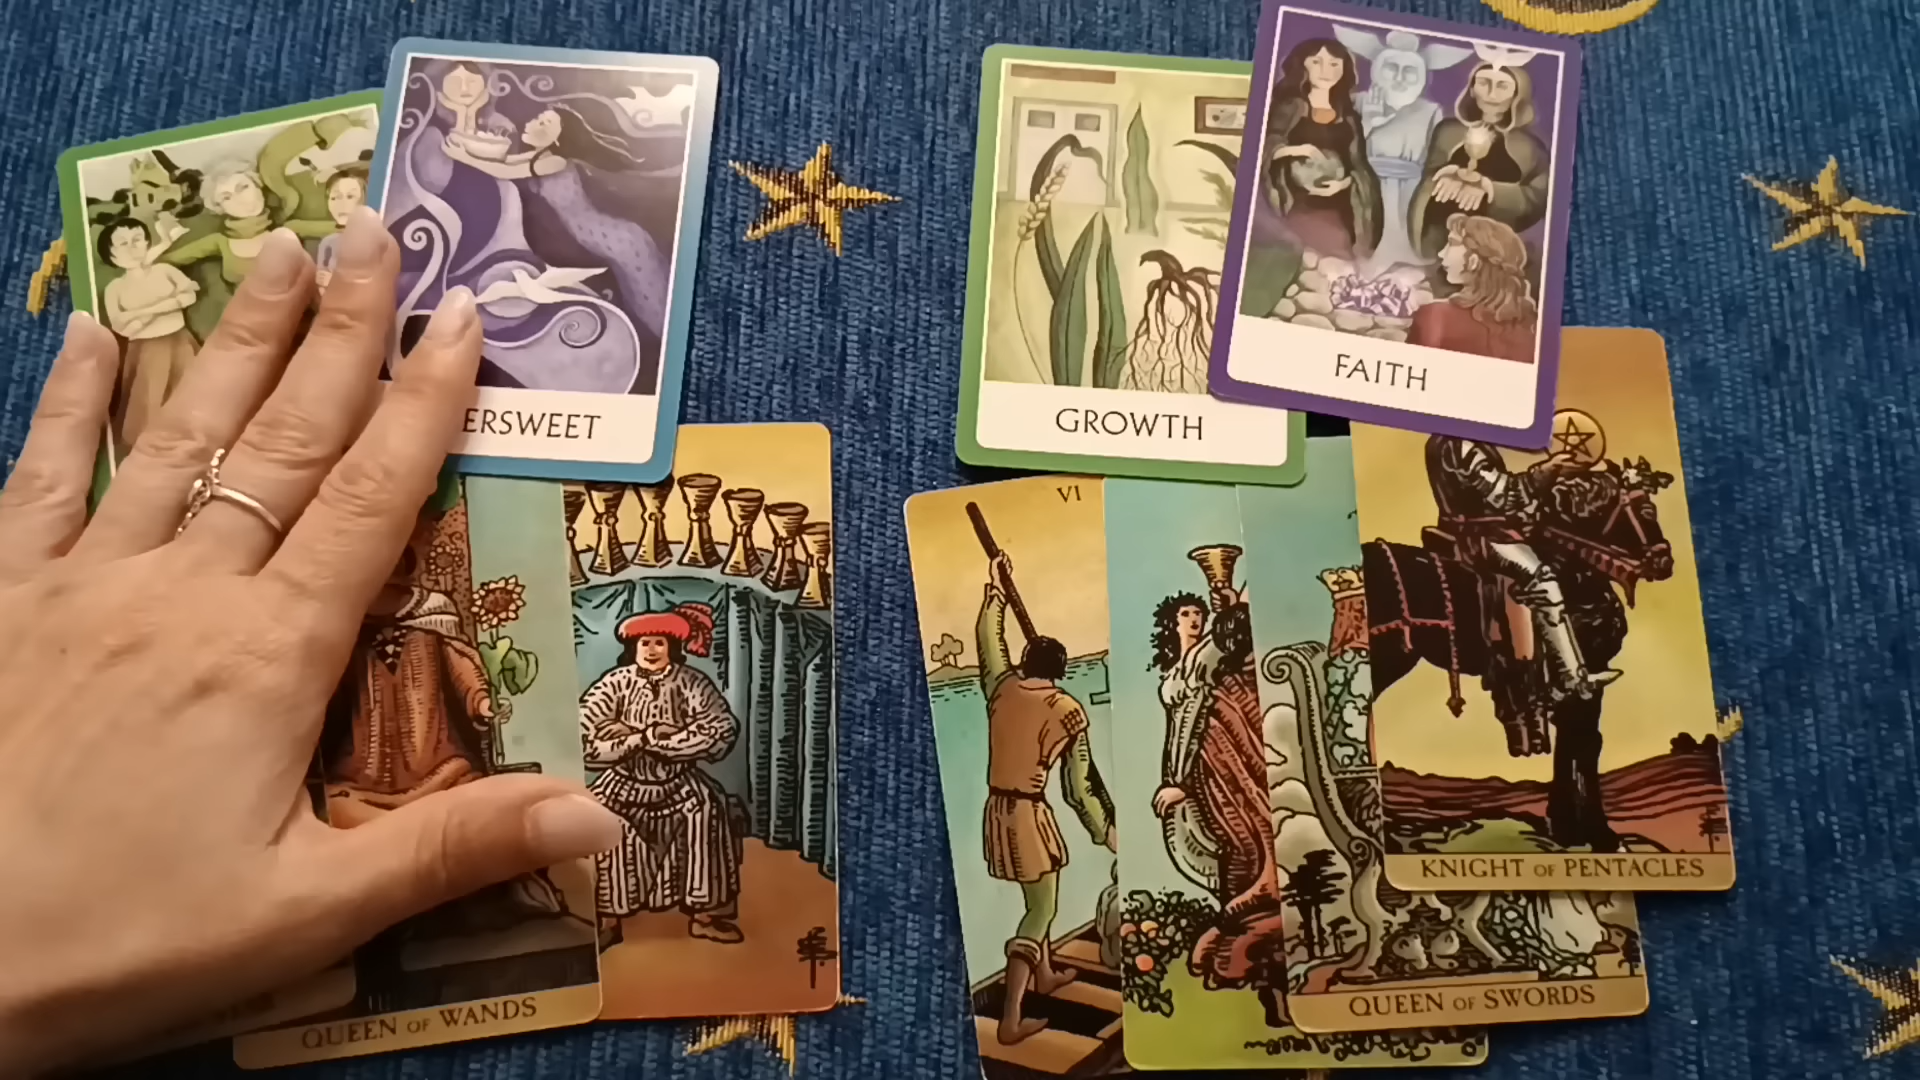 ERSWEET
GROWTH
FAITH
VI
KNIGHT OF PENTACLES
QUEEN OF SWORDS
QUEEN OF WANDS